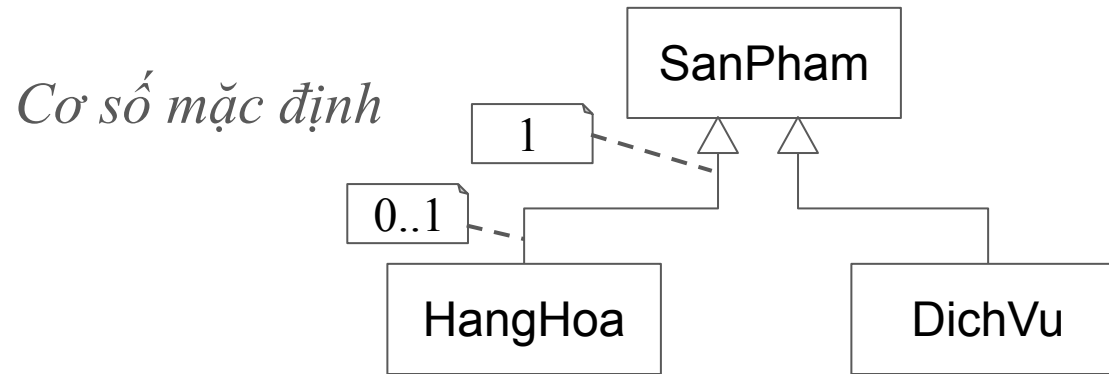 SanPham
Cơ số mặc định
1
0..1
HangHoa
DichVu